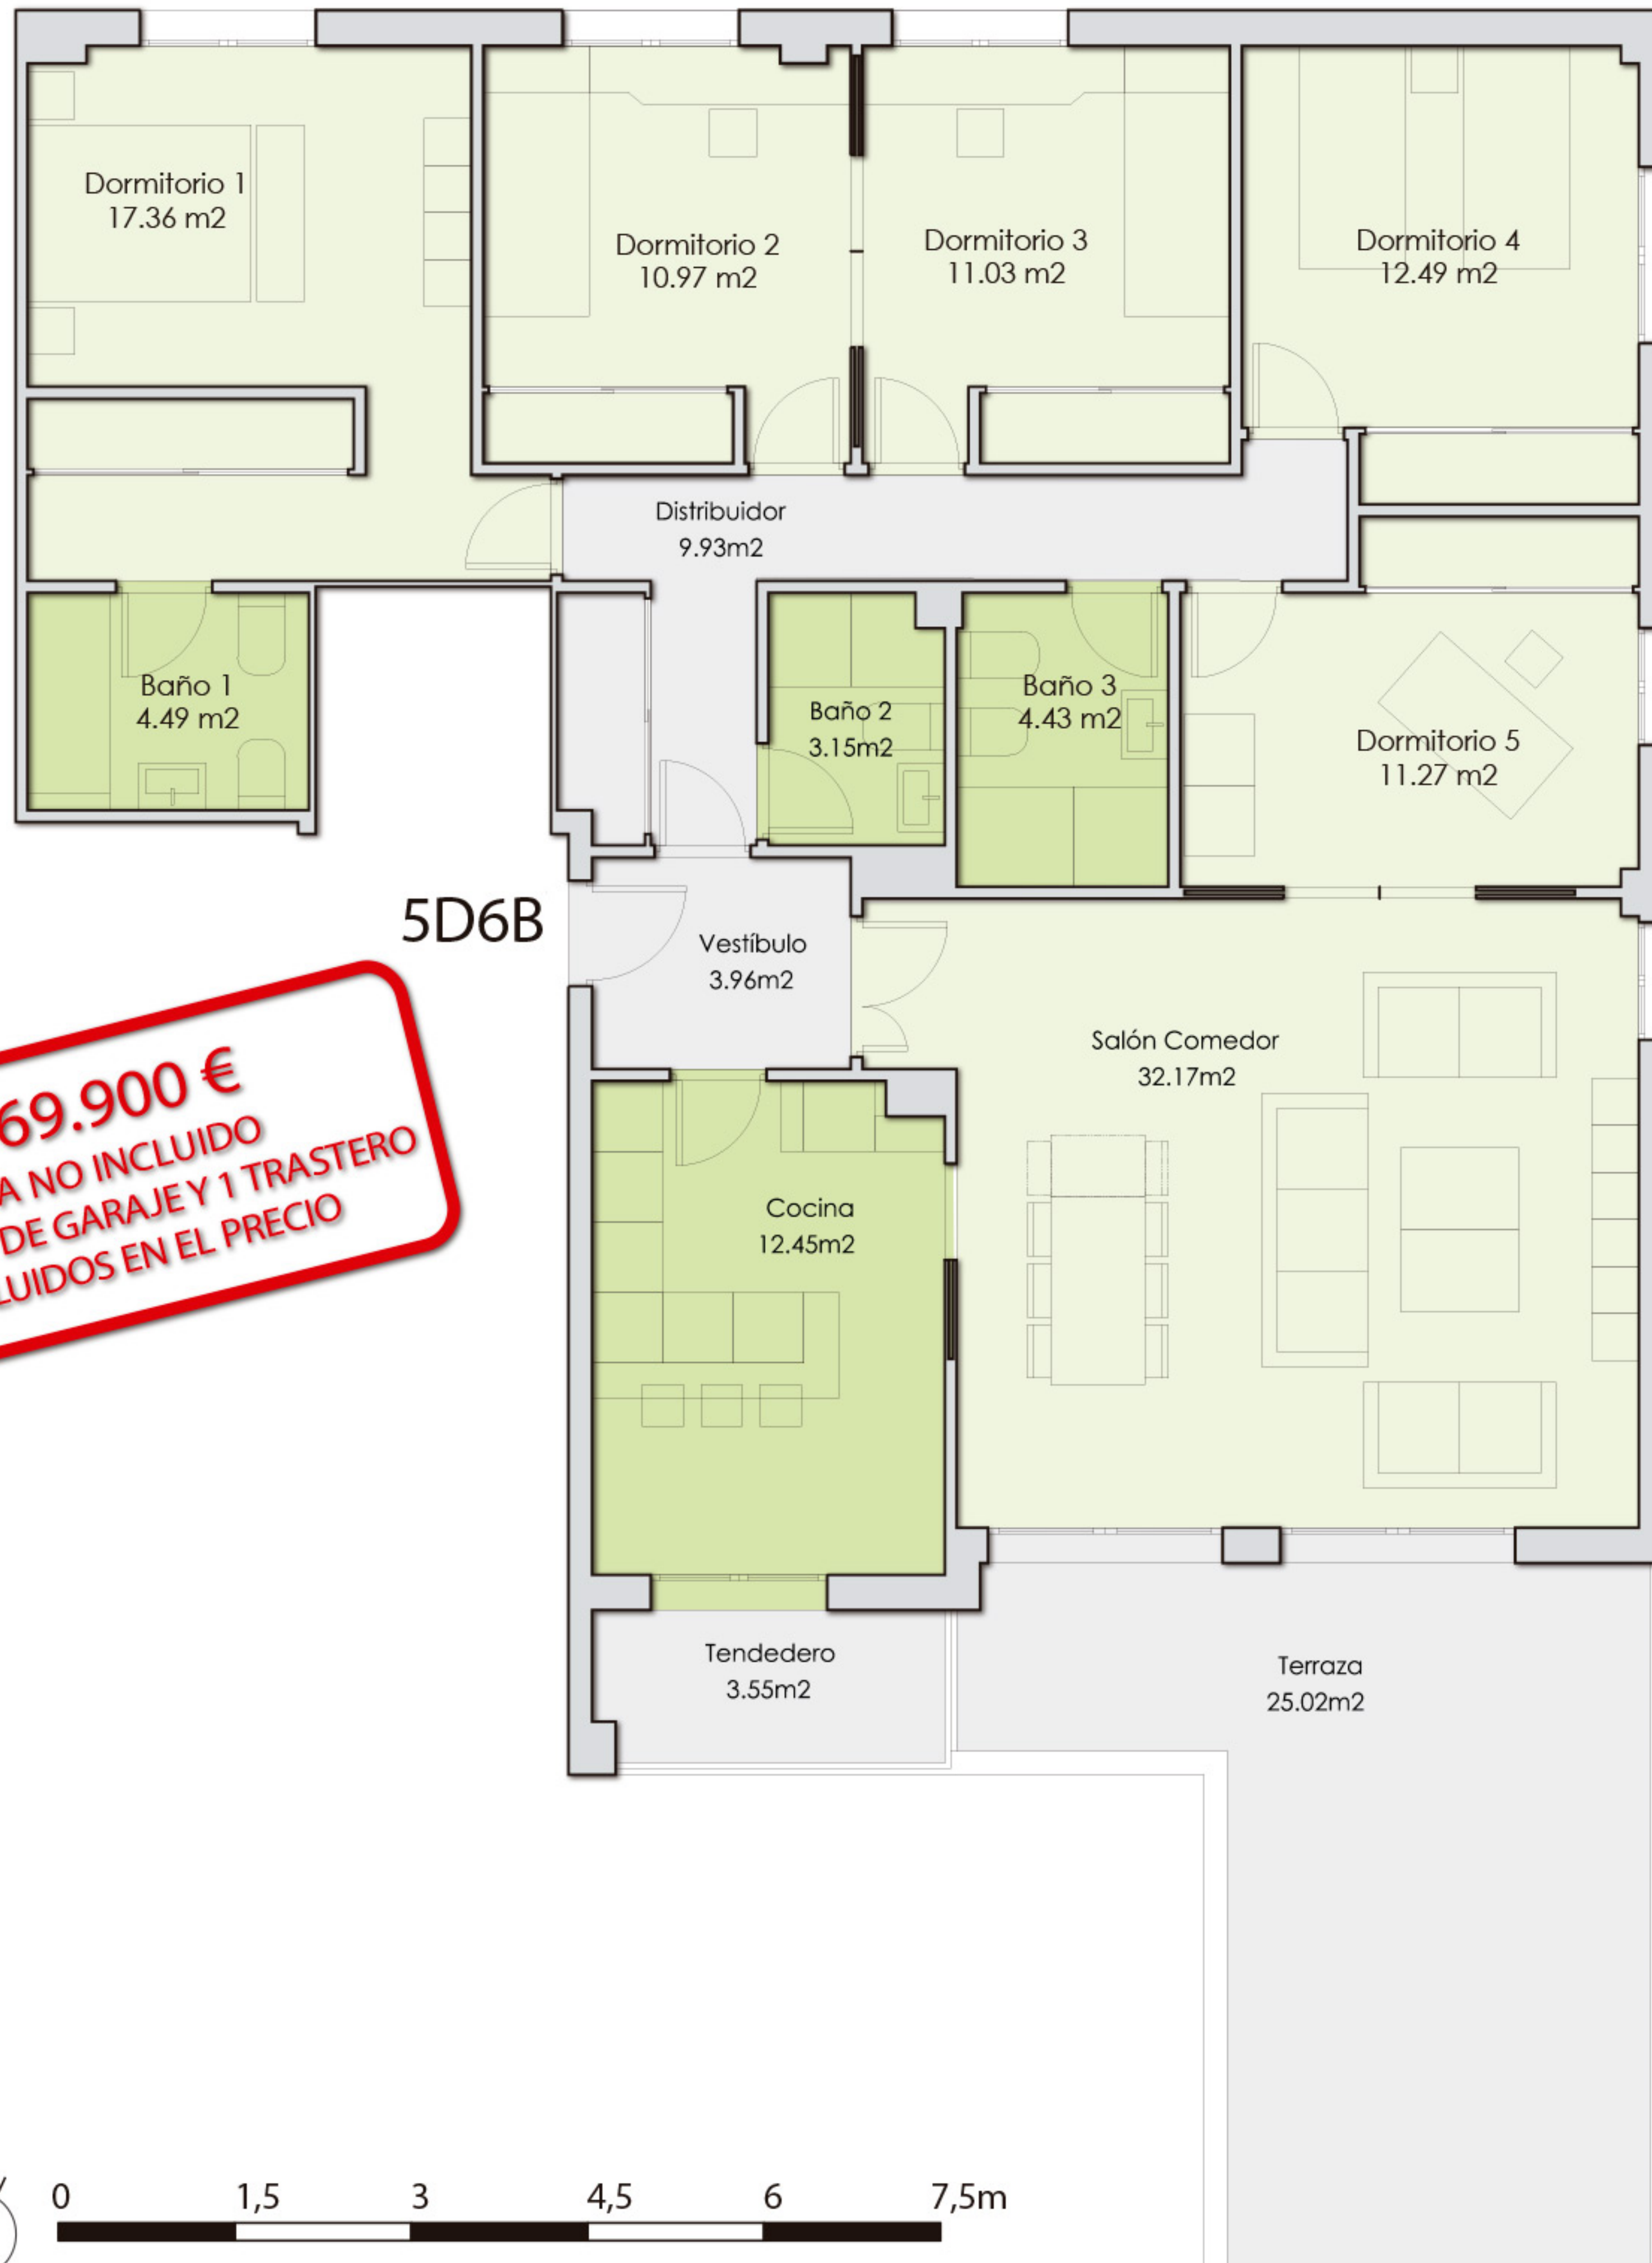 Dormitorio 1
17.36 m2
Dormitorio 2
10.97 m2
Dormitorio 3
11.03 m2
Dormitorio 4
12.49 m2
Distribuidor
9.93m2
Baño 1
4.49 m2
Baño 2
3.15m2
Baño 3
4.43 m2
Dormitorio 5
11.27 m2
5D6B
Vestíbulo
3.96m2
Salón Comedor
32.17m2
69.900 €
A NO INCLUIDO
DE GARAJE Y 1 TRASTERO
LUIDOS EN EL PRECIO
Cocina
12.45m2
Tendedero
3.55m2
Terraza
25.02m2
0 1,5 3 4,5 6 7,5m